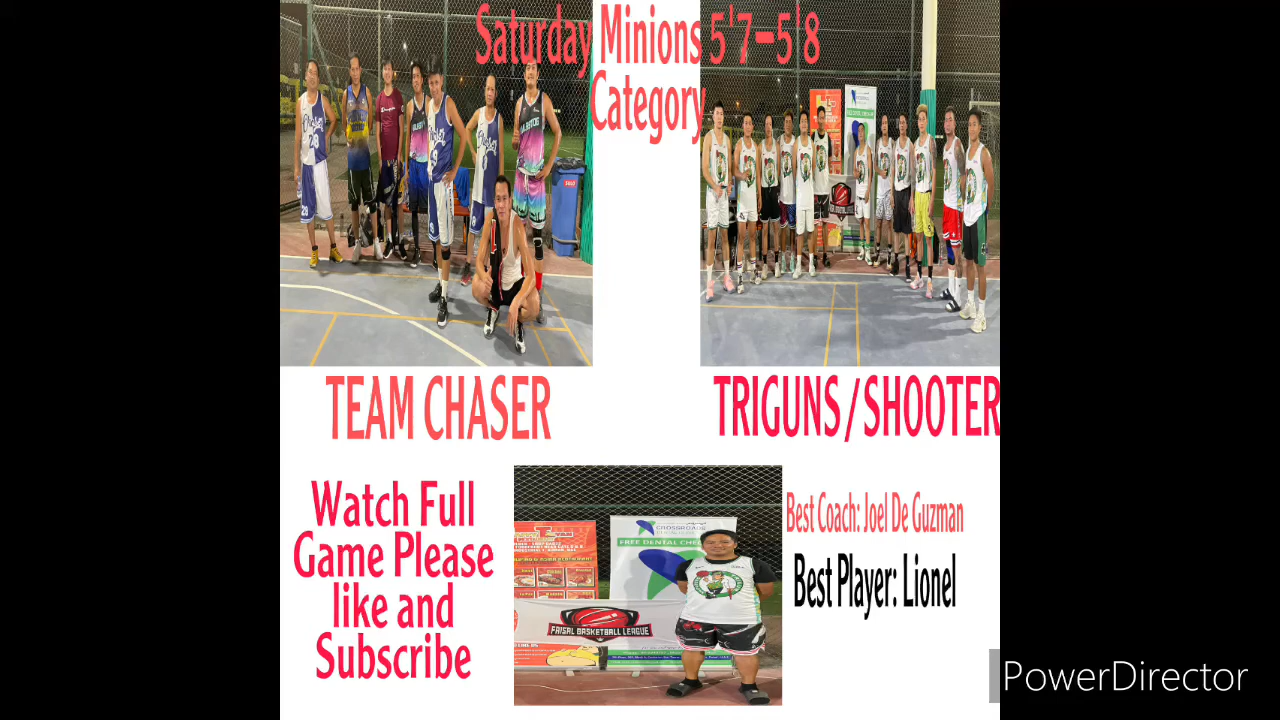 Saturday Minions 5'7-5'8
Category
TEAM CHASER
TRIGUNS/SHOOTER
Watch Full
Game Please
like and
Subscribe
CROSSROADS
FREE DENTAL CHE
FAISAL BASKETBALL LEAGUE
Best Coach: Joel De Guzman
Best Player: Lionel
PowerDirector